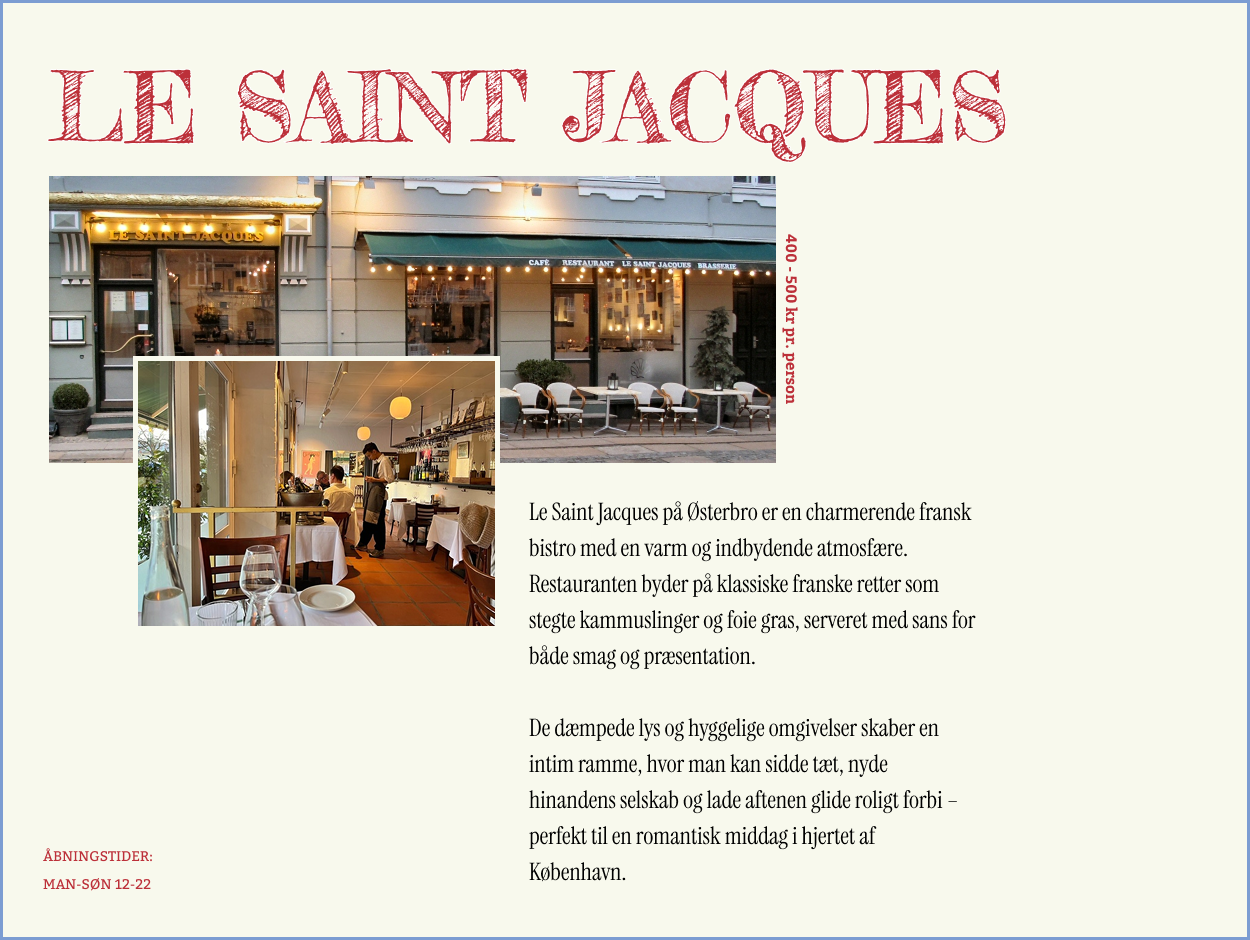 LE SAINT JACQUES
LE SAINT JACQUES
CAFÉ RESTAURANT LE SAINT JACQUES BRASSERIE
400 - 500 kr pr. person
Le Saint Jacques på Østerbro er en charmerende fransk
bistro med en varm og indbydende atmosfære.
Restauranten byder på klassiske franske retter som
stegte kammuslinger og foie gras, serveret med sans for
både smag og præsentation.
De dæmpede lys og hyggelige omgivelser skaber en
intim ramme, hvor man kan sidde tæt, nyde
hinandens selskab og lade aftenen glide roligt forbi –
perfekt til en romantisk middag i hjertet af
København.
ÅBNINGSTIDER:
MAN-SØN 12-22